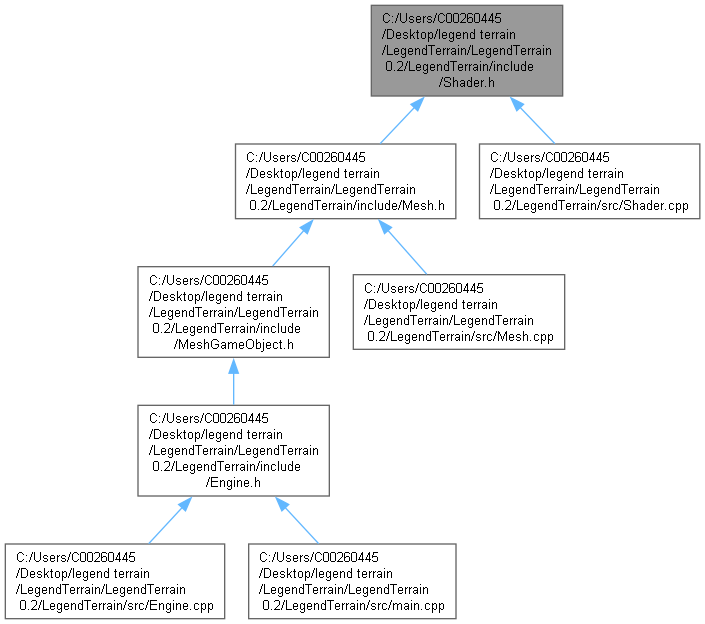 C:/Users/C00260445
/Desktop/legend terrain
/LegendTerrain/LegendTerrain
0.2/LegendTerrain/include
/Shader.h
C:/Users/C00260445
/Desktop/legend terrain
/LegendTerrain/LegendTerrain
0.2/LegendTerrain/include/Mesh.h
C:/Users/C00260445
/Desktop/legend terrain
/LegendTerrain/LegendTerrain
0.2/LegendTerrain/src/Shader.cpp
C:/Users/C00260445
/Desktop/legend terrain
/LegendTerrain/LegendTerrain
0.2/LegendTerrain/include
/MeshGameObject.h
C:/Users/C00260445
/Desktop/legend terrain
/LegendTerrain/LegendTerrain
0.2/LegendTerrain/src/Mesh.cpp
C:/Users/C00260445
/Desktop/legend terrain
/LegendTerrain/LegendTerrain
0.2/LegendTerrain/include
/Engine.h
C:/Users/C00260445
/Desktop/legend terrain
/LegendTerrain/LegendTerrain
0.2/LegendTerrain/src/Engine.cpp
C:/Users/C00260445
/Desktop/legend terrain
/LegendTerrain/LegendTerrain
0.2/LegendTerrain/src/main.cpp